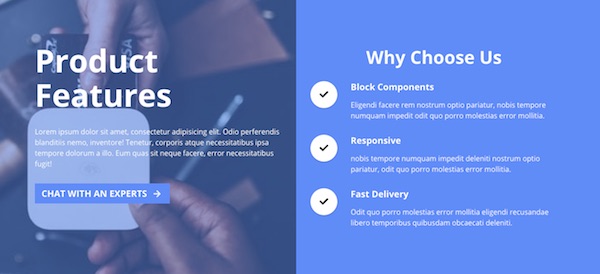 Product
Features
Lorem ipsum dolor sit amet, consectetur adipisicing elit. Odio perferendis
blanditiis nemo, inventore! Tenetur, corporis atque necessitatibus ipsa
tempore dolorum a illo. Eum quas sit neque facere, error necessitatibus
fugit!
CHAT WITH AN EXPERTS
Why Choose Us
Block Components
Eligendi facere rem nostrum optio pariatur, nobis tempore
numquam impedit odit quo porro molestias error mollitia.
Responsive
nobis tempore numquam impedit deleniti nostrum optio
pariatur, odit quo porro molestias error mollitia.
Fast Delivery
Odit quo porro molestias error mollitia eligendi recusandae
libero temporibus quibusdam obcaecati deleniti.